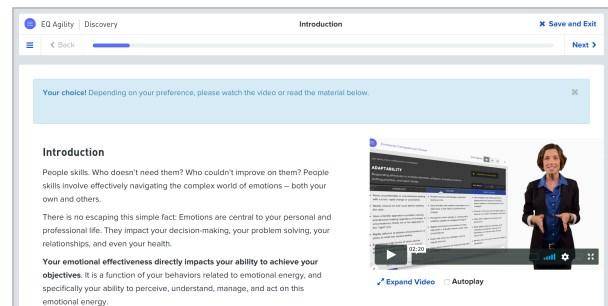 EQ Agility | Discovery
Introduction
✖ Save and Exit
Back
Next
Your choice! Depending on your preference, please watch the video or read the material below.
Introduction
People skills. Who doesn't need them? Who couldn't improve on them? People
skills involve effectively navigating the complex world of emotions – both your
own and others.
There is no escaping this simple fact: Emotions are central to your personal and
professional life. They impact your decision-making, your problem solving, your
relationships, and even your health.
Your emotional effectiveness directly impacts your ability to achieve your
objectives. It is a function of your behaviors related to emotional energy, and
specifically your ability to perceive, understand, manage, and act on this
emotional energy.
ADAPTABILITY
02:20
Expand Video
Autoplay